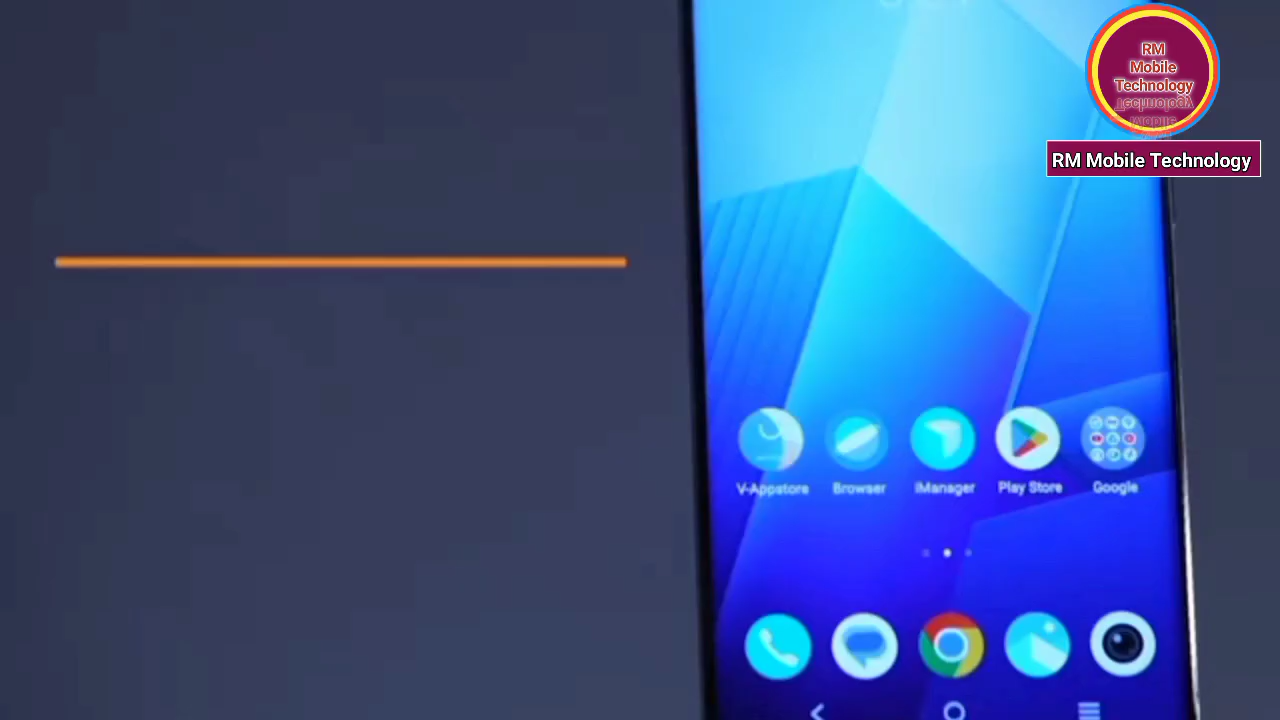 RM
Mobile
Technology
RM Mobile Technology
V-Appstore
Browser
iManager
Play Store
Google